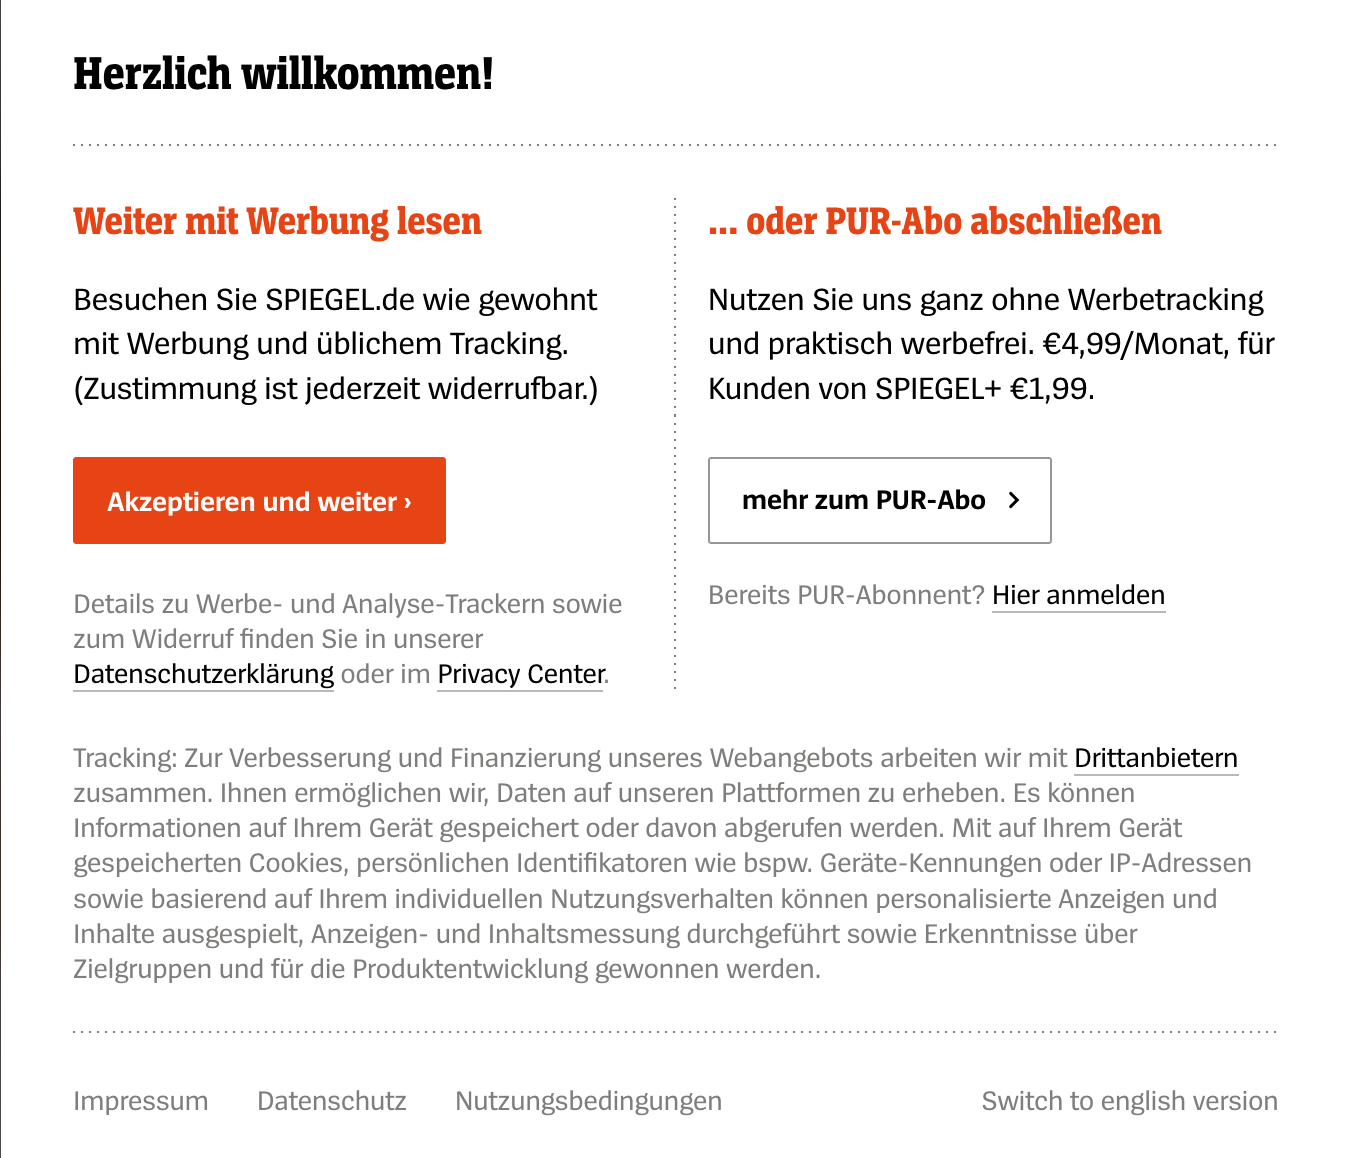 Herzlich willkommen!
Weiter mit Werbung lesen
Besuchen Sie SPIEGEL.de wie gewohnt
mit Werbung und üblichem Tracking.
(Zustimmung ist jederzeit widerrufbar.)
Akzeptieren und weiter ›
Details zu Werbe- und Analyse-Trackern sowie
zum Widerruf finden Sie in unserer
Datenschutzerklärung oder im Privacy Center.
... oder PUR-Abo abschließen
Nutzen Sie uns ganz ohne Werbetracking
und praktisch werbefrei. €4,99/Monat, für
Kunden von SPIEGEL+ €1,99.
mehr zum PUR-Abo
Bereits PUR-Abonnent? Hier anmelden
Tracking: Zur Verbesserung und Finanzierung unseres Webangebots arbeiten wir mit Drittanbietern
zusammen. Ihnen ermöglichen wir, Daten auf unseren Plattformen zu erheben. Es können
Informationen auf Ihrem Gerät gespeichert oder davon abgerufen werden. Mit auf Ihrem Gerät
gespeicherten Cookies, persönlichen Identifikatoren wie bspw. Geräte-Kennungen oder IP-Adressen
sowie basierend auf Ihrem individuellen Nutzungsverhalten können personalisierte Anzeigen und
Inhalte ausgespielt, Anzeigen- und Inhaltsmessung durchgeführt sowie Erkenntnisse über
Zielgruppen und für die Produktentwicklung gewonnen werden.
Impressum Datenschutz Nutzungsbedingungen Switch to english version